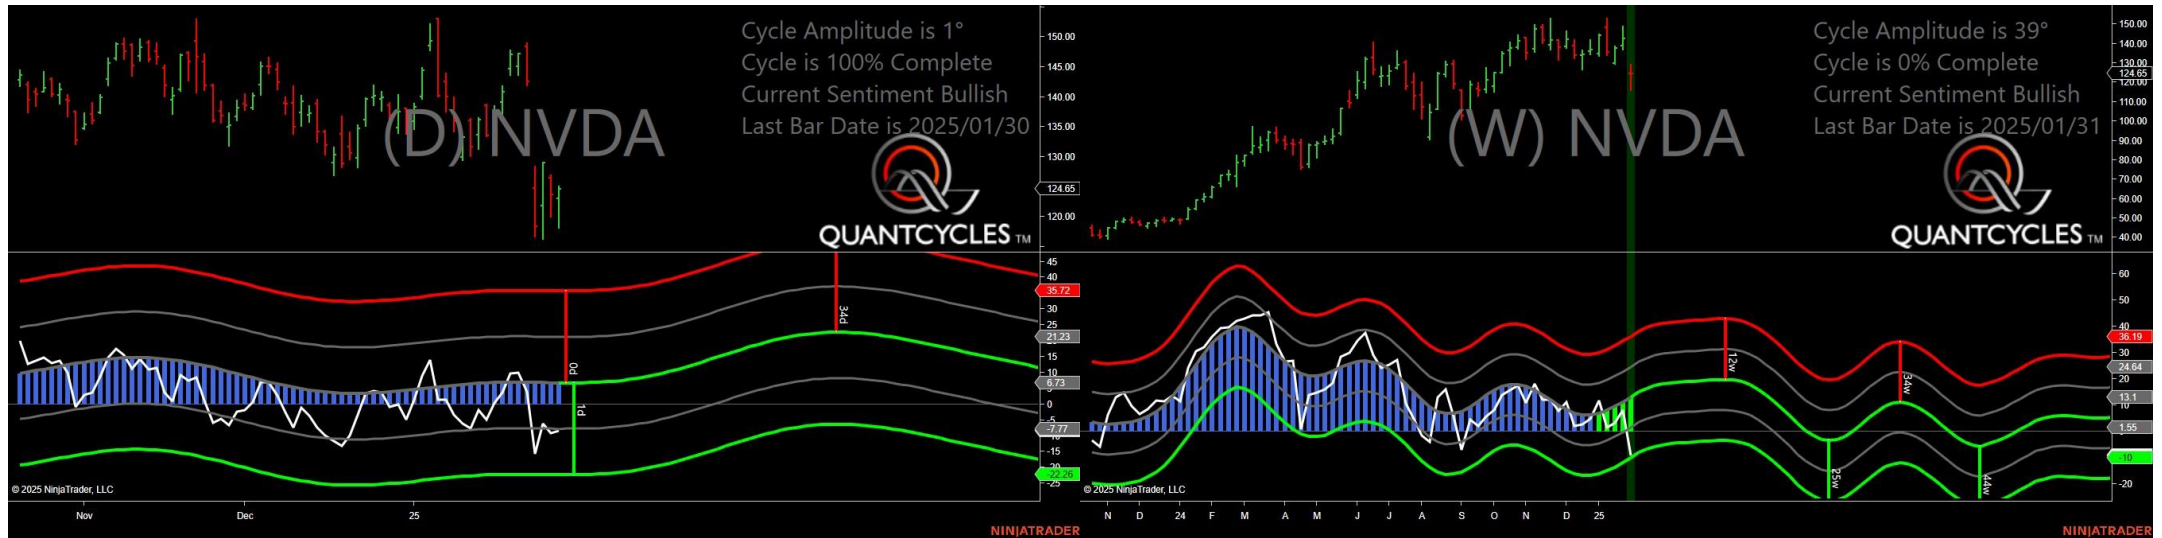 Cycle Amplitude is 1°
Cycle is 100% Complete
Current Sentiment Bullish
Last Bar Date is 2025/01/30
(D) NVDA
QUANTCYCLES TM
150.00
145.00
140.00
135.00
130.00
124.65
120.00
45
40
35.72
30
25
21.23
15
10
6.73
0
-5
-7.77
-15
-22.26
-25
0d
1d
34d
© 2025 NinjaTrader, LLC
Nov Dec 25
NINJATRADER
Cycle Amplitude is 39°
Cycle is 0% Complete
Current Sentiment Bullish
Last Bar Date is 2025/01/31
(W) NVDA
QUANTCYCLES TM
150.00
140.00
130.00
124.65
120.00
110.00
100.00
90.00
80.00
70.00
60.00
50.00
40.00
60
50
40
36.19
30
24.64
20
13.1
10
1.55
-10
-20
12w
25w
34w
44w
© 2025 NinjaTrader, LLC
N D 24 F M A M J J A S O N D 25
NINJATRADER